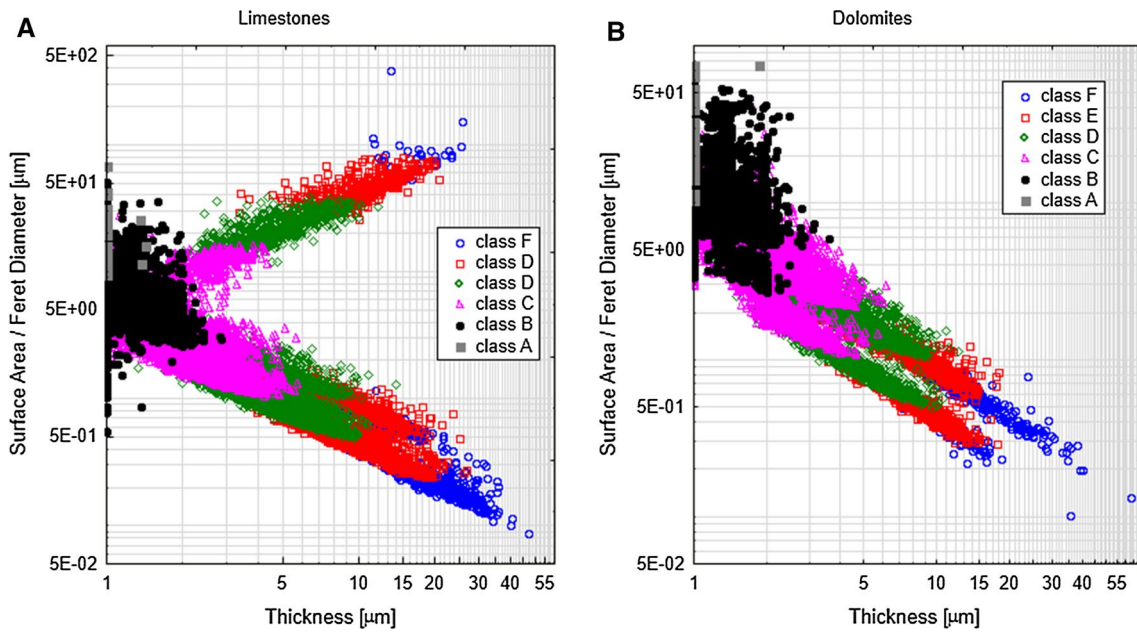 A
Limestones
5E+02
5E+01
5E+00
5E-01
5E-02
Surface Area / Feret Diameter [µm]
class F
class D
class D
class C
class B
class A
1 5 10 15 20 30 40 55
Thickness [µm]
B
Dolomites
5E+01
5E+00
5E-01
5E-02
Surface Area / Feret Diameter [µm]
class F
class E
class D
class C
class B
class A
1 5 10 15 20 30 40 55
Thickness [µm]